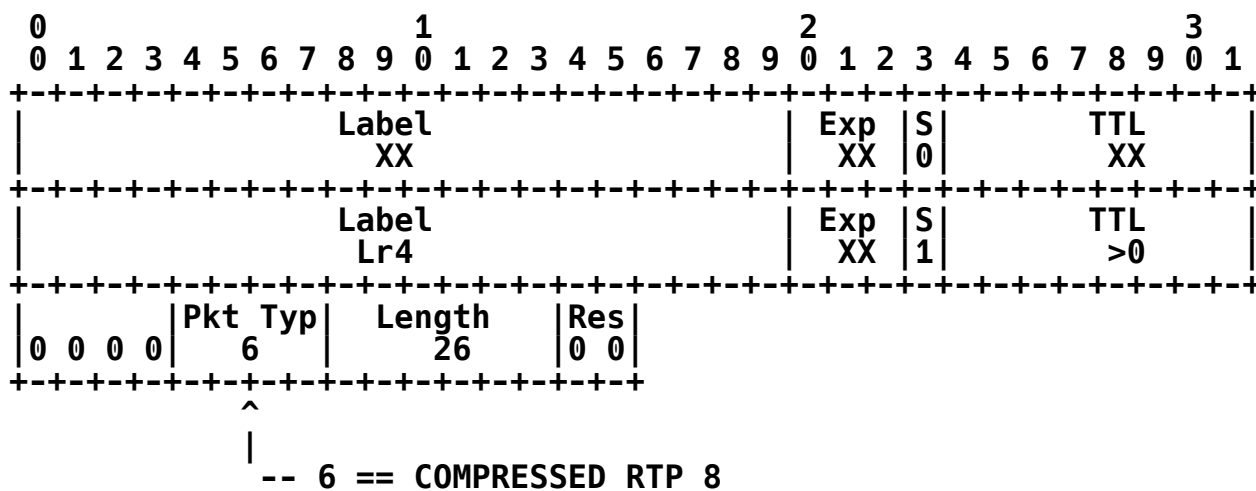 0                   1                   2                   3
 0 1 2 3 4 5 6 7 8 9 0 1 2 3 4 5 6 7 8 9 0 1 2 3 4 5 6 7 8 9 0 1
+-+-+-+-+-+-+-+-+-+-+-+-+-+-+-+-+-+-+-+-+-+-+-+-+-+-+-+-+-+-+-+-+
|                Label                  | Exp |S|       TTL     |
|                  XX                   |  XX |0|        XX     |
+-+-+-+-+-+-+-+-+-+-+-+-+-+-+-+-+-+-+-+-+-+-+-+-+-+-+-+-+-+-+-+-+
|                Label                  | Exp |S|       TTL     |
|                 Lr4                   |  XX |1|        >0     |
+-+-+-+-+-+-+-+-+-+-+-+-+-+-+-+-+-+-+-+-+-+-+-+-+-+-+-+-+-+-+-+-+
|       |Pkt Typ|  Length   |Res|
|0 0 0 0|   6   |     26    |0 0|
+-+-+-+-+-+-+-+-+-+-+-+-+-+-+-+-+
            ^
            |
             -- 6 == COMPRESSED RTP 8